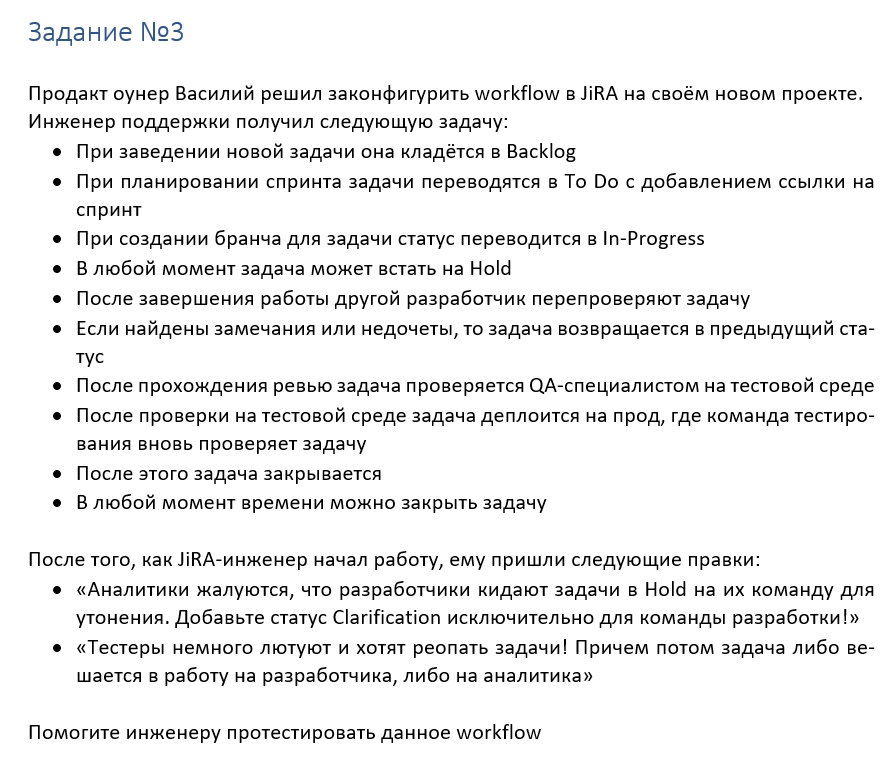 Задание №3
Продакт оунер Василий решил законфигурить workflow в JiRA на своём новом проекте.
Инженер поддержки получил следующую задачу:
• При заведении новой задачи она кладётся в Backlog
• При планировании спринта задачи переводятся в To Do с добавлением ссылки на
спринт
• При создании бранча для задачи статус переводится в In-Progress
• В любой момент задача может встать на Hold
• После завершения работы другой разработчик перепроверяют задачу
• Если найдены замечания или недочеты, то задача возвращается в предыдущий ста-
тус
• После прохождения ревью задача проверяется QA-специалистом на тестовой среде
• После проверки на тестовой среде задача деплоится на прод, где команда тестиро-
вания вновь проверяет задачу
• После этого задача закрывается
• В любой момент времени можно закрыть задачу
После того, как JiRA-инженер начал работу, ему пришли следующие правки:
• «Аналитики жалуются, что разработчики кидают задачи в Hold на их команду для
утонения. Добавьте статус Clarification исключительно для команды разработки!»
• «Тестеры немного лютуют и хотят реопать задачи! Причем потом задача либо ве-
шается в работу на разработчика, либо на аналитика»
Помогите инженеру протестировать данное workflow